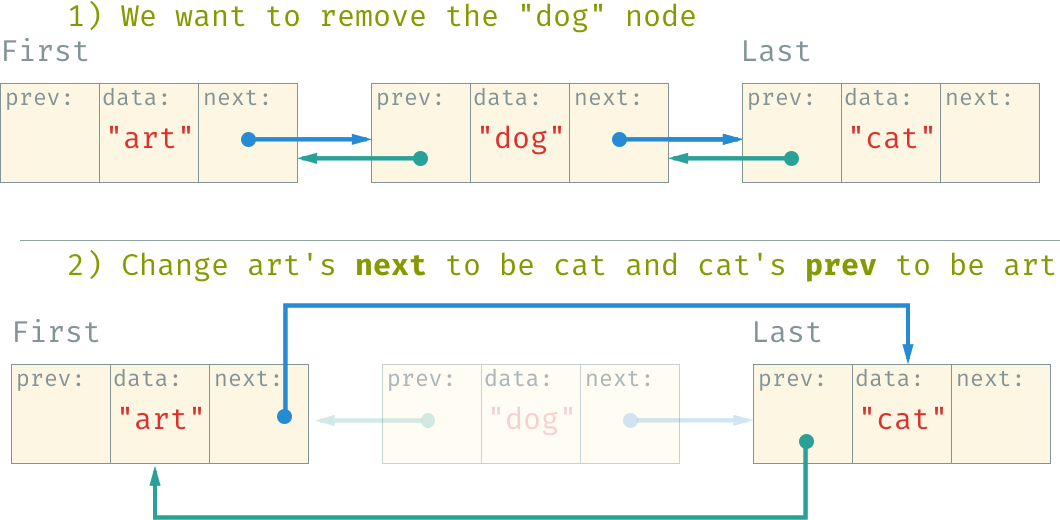 1) We want to remove the "dog" node
First Last
prev: data: next: prev: data: next: prev: data: next:
"art" "dog" "cat"
2) Change art's next to be cat and cat's prev to be art
First Last
prev: data: next: prev: data: next: prev: data: next:
"art" "dog" "cat"